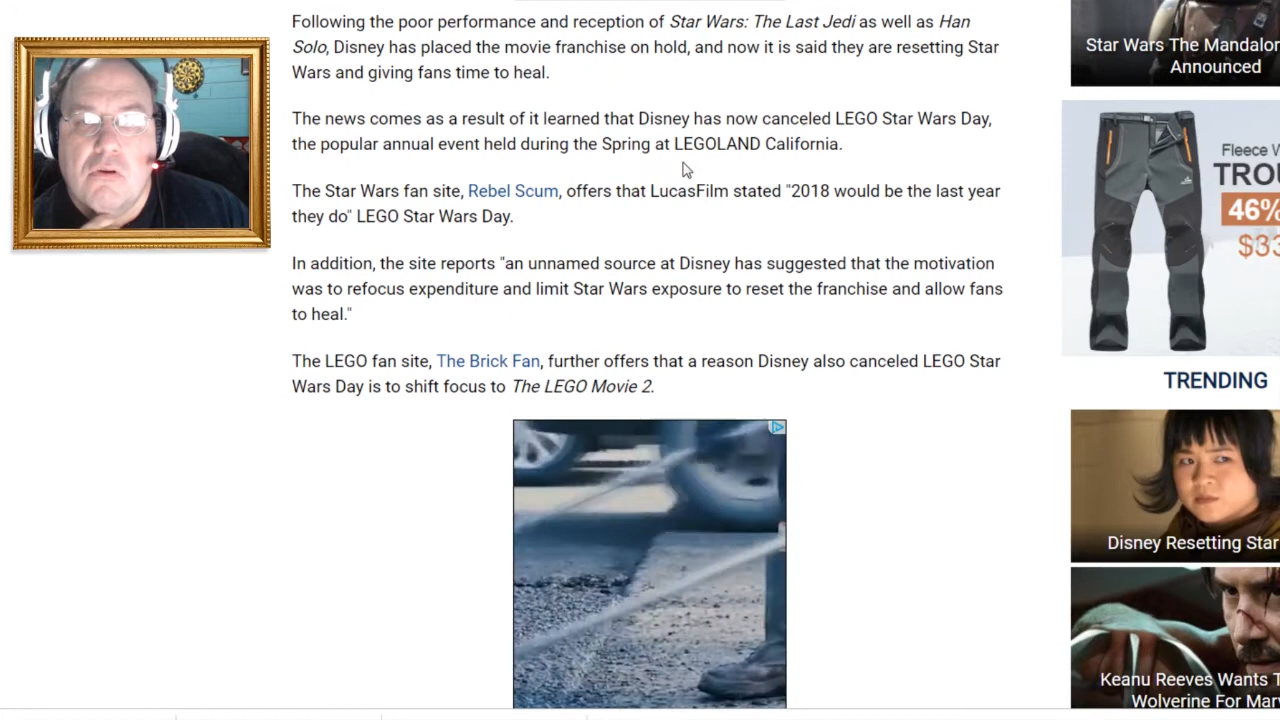 Following the poor performance and reception of Star Wars: The Last Jedi as well as Han
Solo, Disney has placed the movie franchise on hold, and now it is said they are resetting Star
Wars and giving fans time to heal.
The news comes as a result of it learned that Disney has now canceled LEGO Star Wars Day,
the popular annual event held during the Spring at LEGOLAND California.
The Star Wars fan site, Rebel Scum, offers that LucasFilm stated "2018 would be the last year
they do" LEGO Star Wars Day.
In addition, the site reports "an unnamed source at Disney has suggested that the motivation
was to refocus expenditure and limit Star Wars exposure to reset the franchise and allow fans
to heal."
The LEGO fan site, The Brick Fan, further offers that a reason Disney also canceled LEGO Star
Wars Day is to shift focus to The LEGO Movie 2.
Star Wars The Mandalor
Announced
Fleece W
TROU
46%
$33
TRENDING
Disney Resetting Star
Keanu Reeves Wants T
Wolverine For Marv